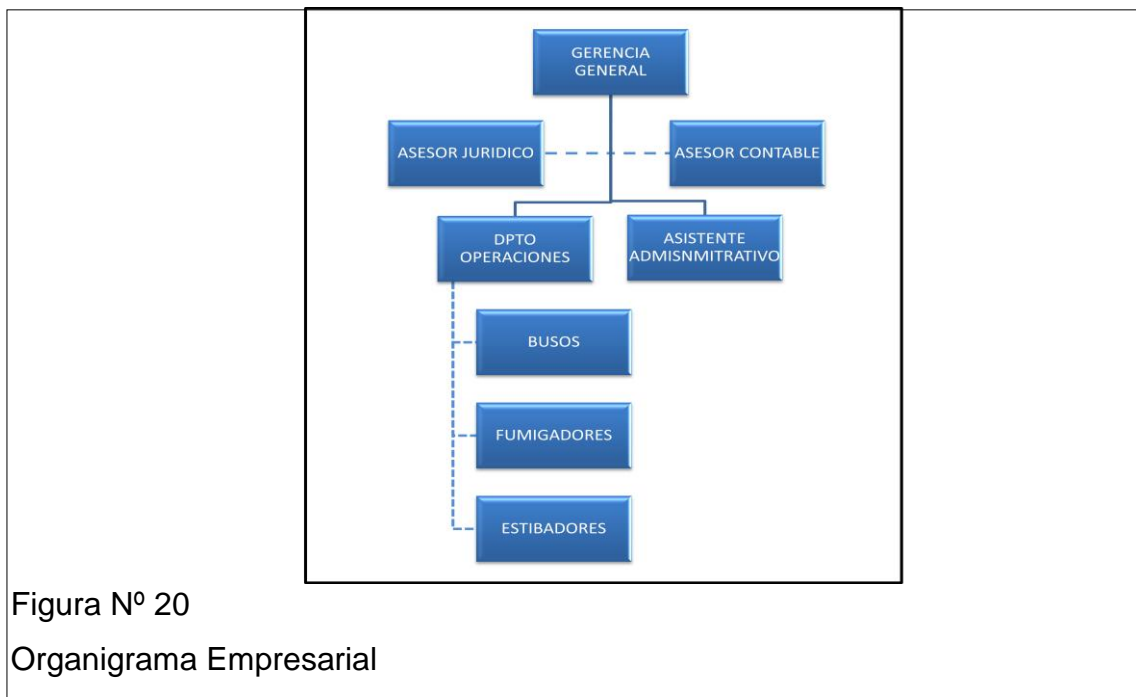 GERENCIA
GENERAL
ASESOR JURIDICO
ASESOR CONTABLE
DPTO
OPERACIONES
ASISTENTE
ADMISNMITRATIVO
BUSOS
FUMIGADORES
ESTIBADORES
Figura Nº 20
Organigrama Empresarial